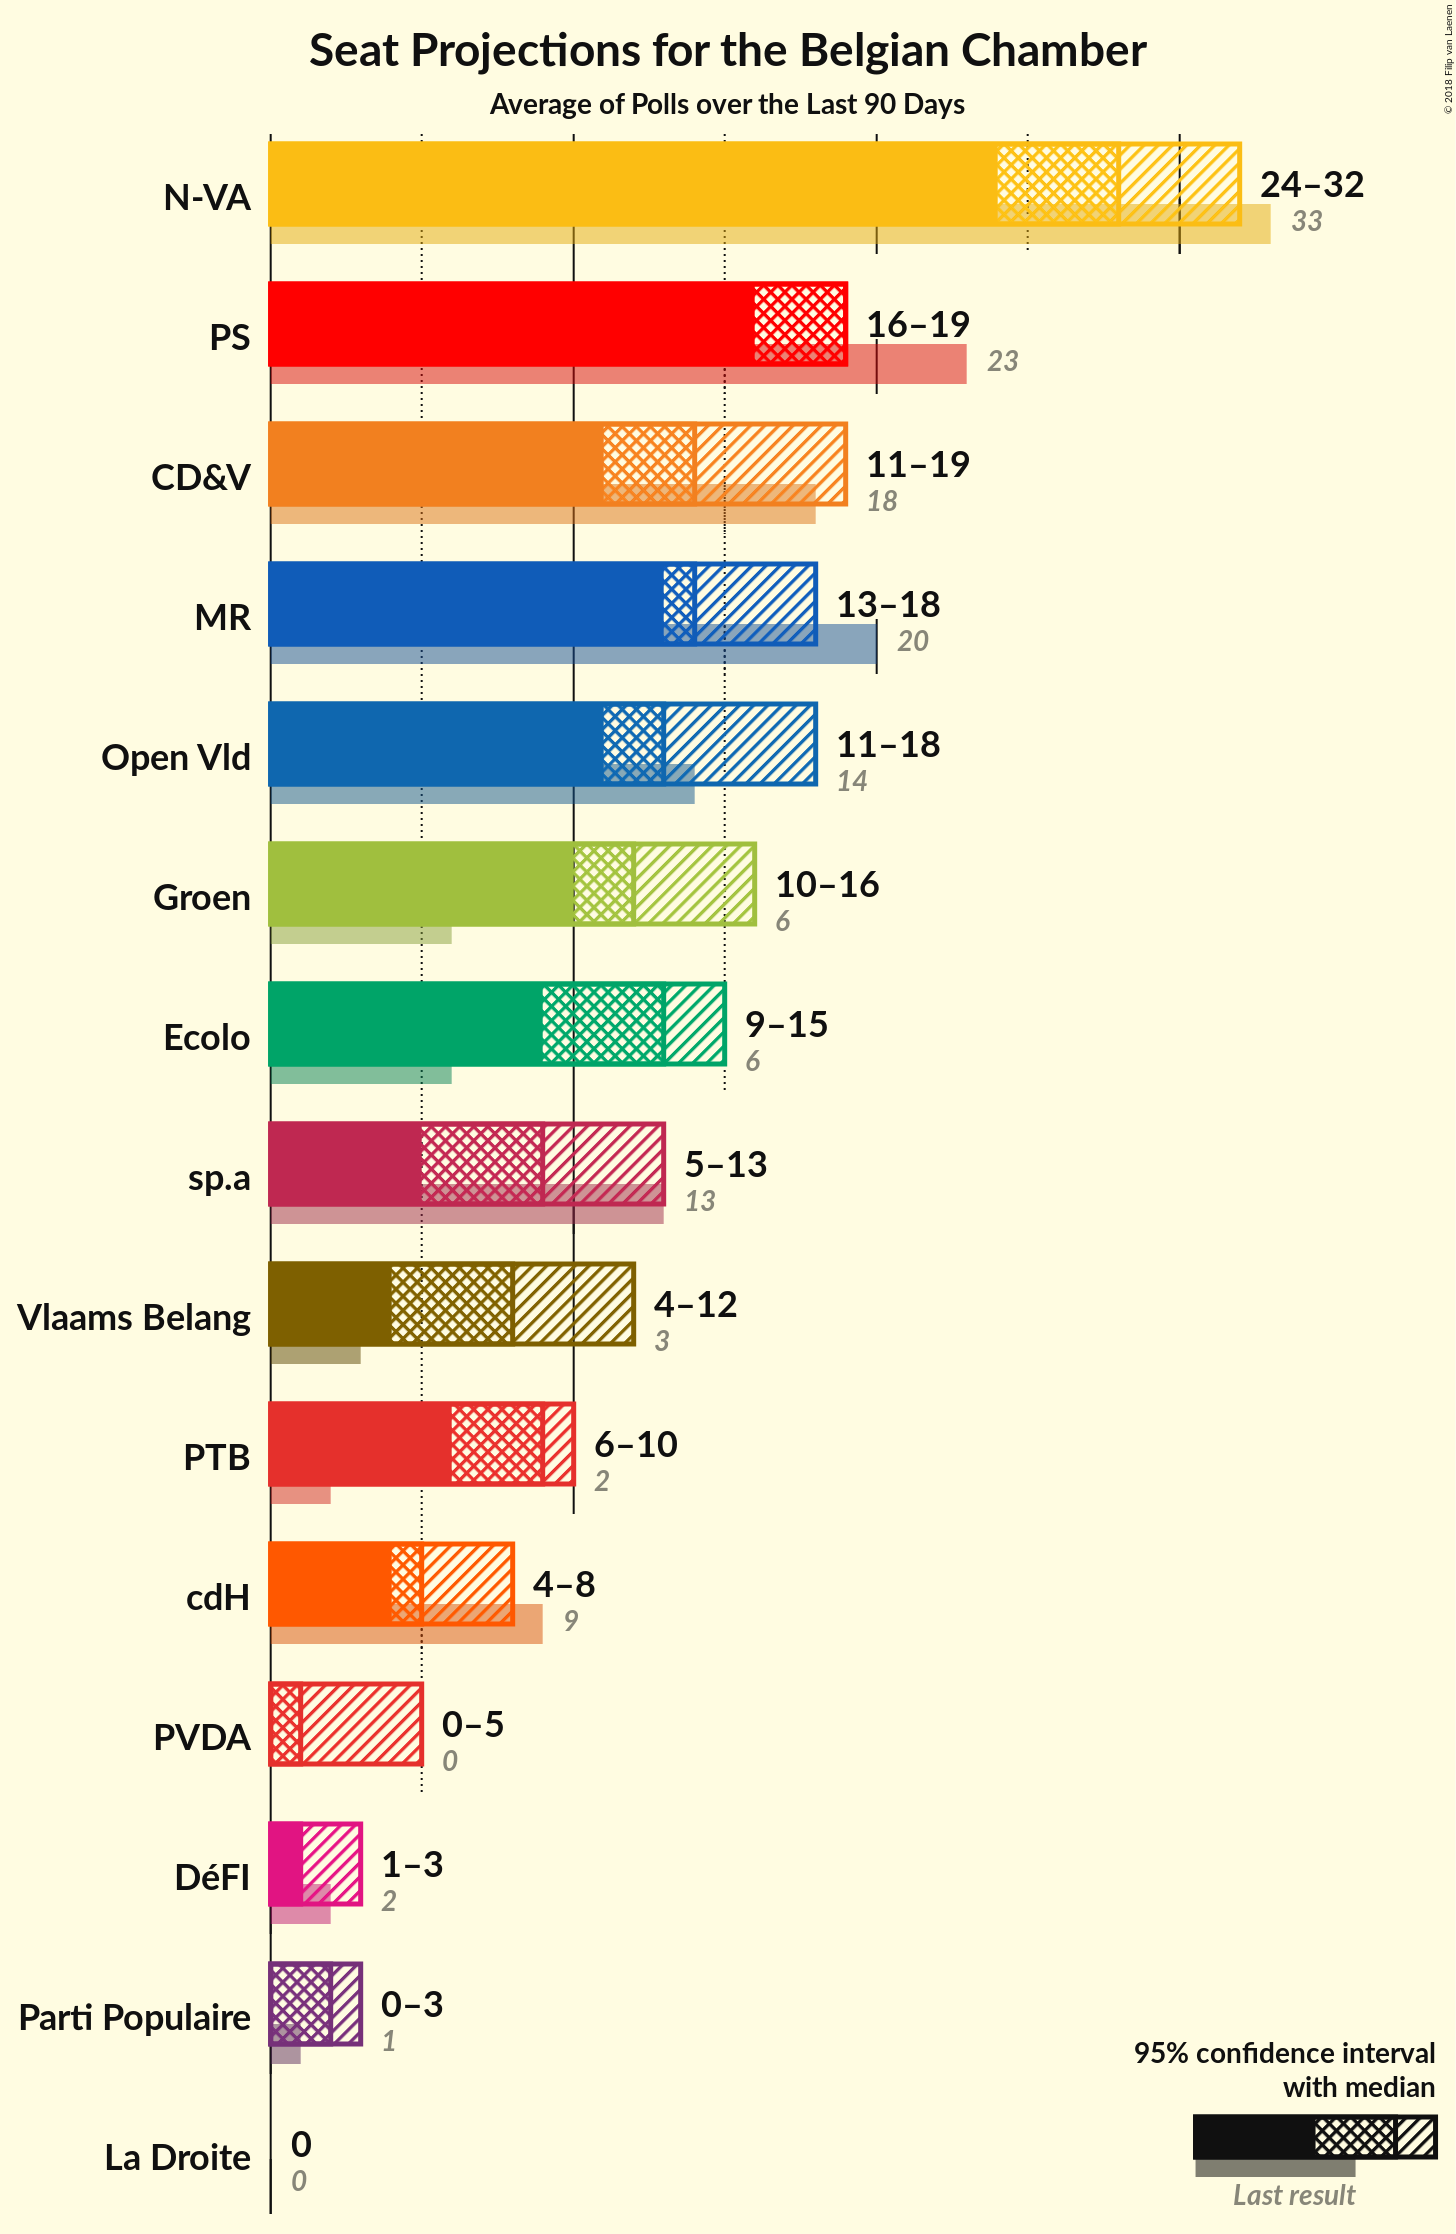 Seat Projections for the Belgian Chamber
Average of Polls over the Last 90 Days
© 2018 Filip van Laenen
N-VA
24–32
33
PS
16–19
23
CD&V
11–19
18
MR
13–18
20
Open Vld
11–18
14
Groen
10–16
6
Ecolo
9–15
6
sp.a
5–13
13
Vlaams Belang
4–12
3
PTB
6–10
2
cdH
4–8
9
PVDA
0–5
0
DéFI
1–3
2
Parti Populaire
0–3
1
La Droite
0
0
95% confidence interval
with median
Last result